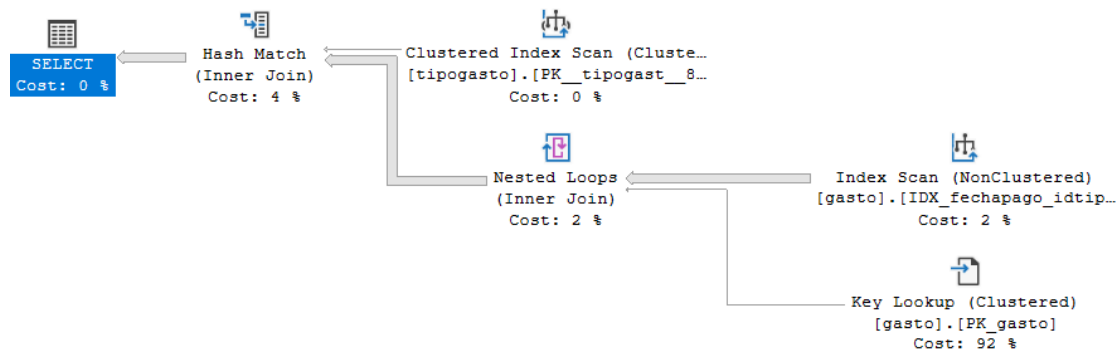 SELECT
Cost: 0 %
Hash Match
(Inner Join)
Cost: 4 %
Clustered Index Scan (Cluste…
[tipogasto].[PK__tipogast__8…
Cost: 0 %
Nested Loops
(Inner Join)
Cost: 2 %
Index Scan (NonClustered)
[gasto].[IDX_fechapago_idtip…
Cost: 2 %
Key Lookup (Clustered)
[gasto].[PK_gasto]
Cost: 92 %